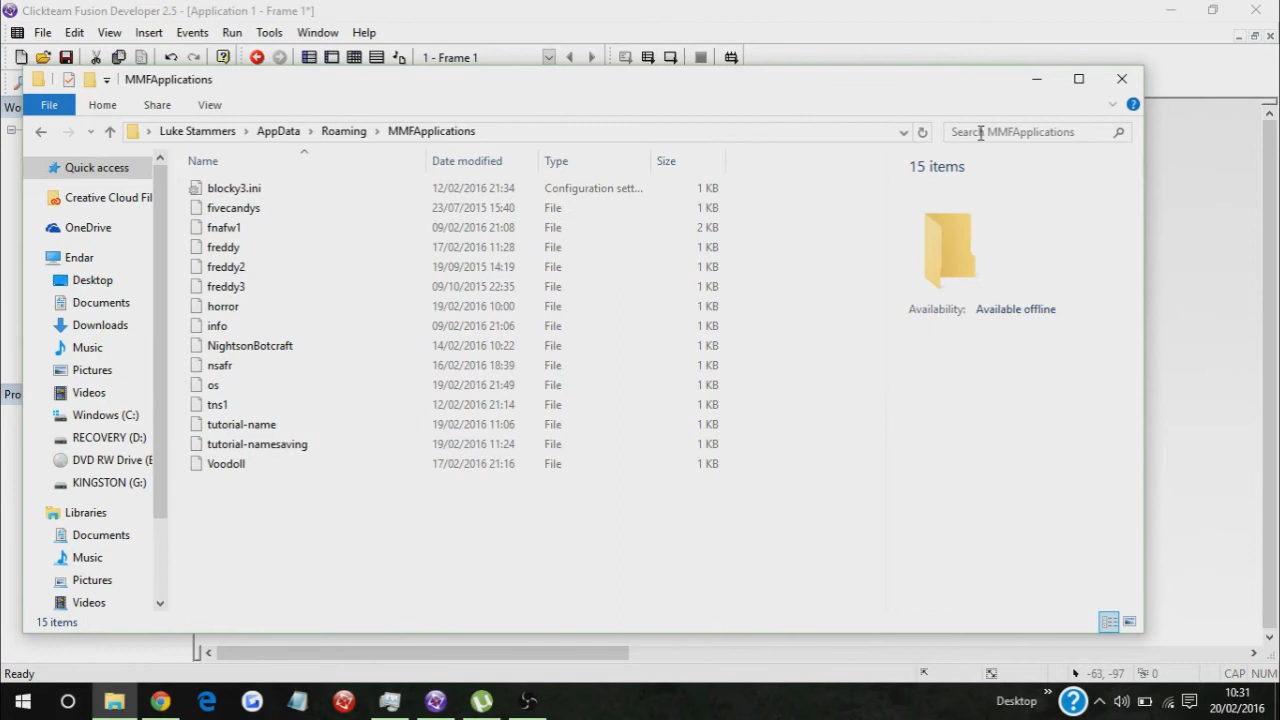 Clickteam Fusion Developer 2.5 - [Application 1 - Frame 1*]
File Edit View Insert Events Run Tools Window Help
1 - Frame 1
MMFApplications
File Home Share View
Luke Stammers > AppData > Roaming > MMFApplications
Search MMFApplications
Wo
Pro
Quick access
Creative Cloud Fil
OneDrive
Endar
Desktop
Documents
Downloads
Music
Pictures
Videos
Windows (C:)
RECOVERY (D:)
DVD RW Drive (E
KINGSTON (G:)
Libraries
Documents
Music
Pictures
Videos
Name Date modified Type Size
blocky3.ini 12/02/2016 21:34 Configuration sett... 1 KB
fivecandys 23/07/2015 15:40 File 1 KB
fnafw1 09/02/2016 21:08 File 2 KB
freddy 17/02/2016 11:28 File 1 KB
freddy2 19/09/2015 14:19 File 1 KB
freddy3 09/10/2015 22:35 File 1 KB
horror 19/02/2016 10:00 File 1 KB
info 09/02/2016 21:06 File 1 KB
NightsonBotcraft 14/02/2016 10:22 File 1 KB
nsafr 16/02/2016 18:39 File 1 KB
os 19/02/2016 21:49 File 1 KB
tns1 12/02/2016 21:14 File 1 KB
tutorial-name 19/02/2016 11:06 File 1 KB
tutorial-namesaving 19/02/2016 11:24 File 1 KB
Voodoll 17/02/2016 21:16 File 1 KB
15 items
Availability: Available offline
15 items
Ready
-63, -97 0 CAP NUM
Desktop
10:31
20/02/2016